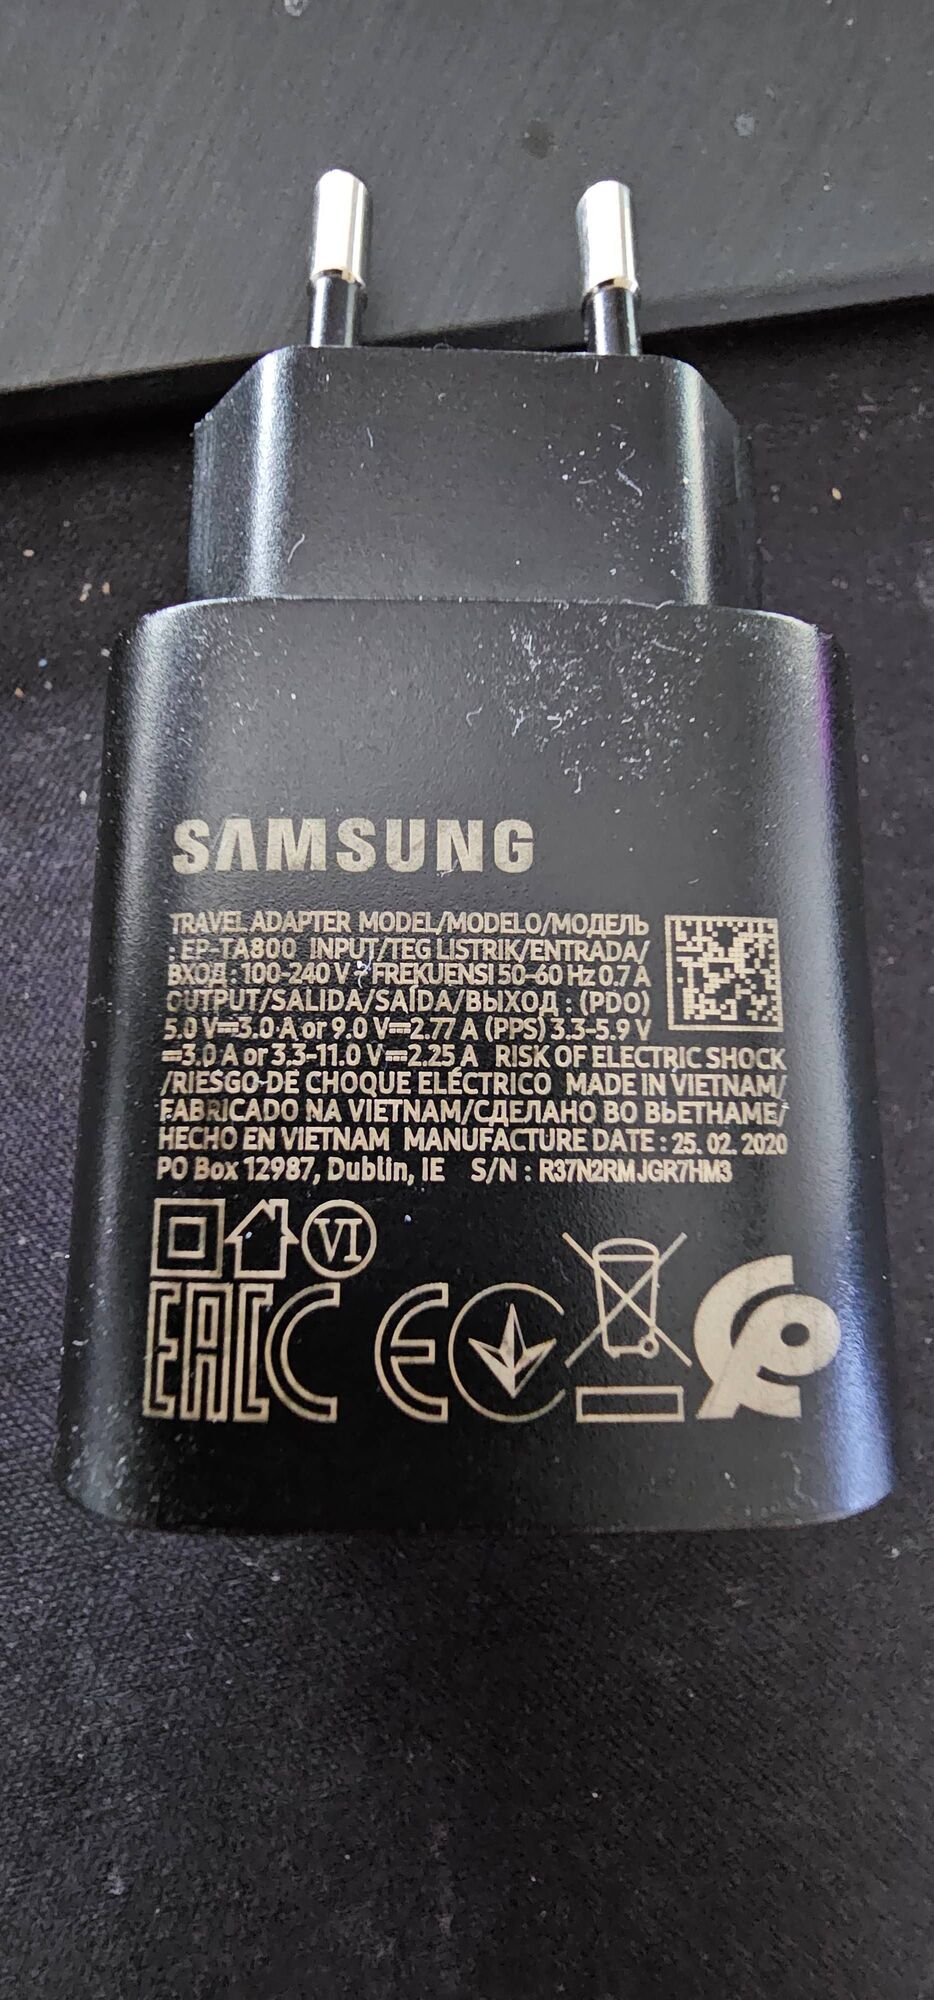 SAMSUNG
TRAVEL ADAPTER MODEL/MODELO/МОДЕЛЬ
: EP-TA800 INPUT/TEG LISTRIK/ENTRADA/
ВХОД : 100-240 V~FREKUENSI 50-60 Hz 0.7 A
OUTPUT/SALIDA/SAÍDA/ВЫХОД : (PDO)
5.0 V⎓3.0 A or 9.0 V⎓2.77 A (PPS) 3.3-5.9 V
⎓3.0 A or 3.3-11.0 V⎓2.25 A RISK OF ELECTRIC SHOCK
/RIESGO DE CHOQUE ELÉCTRICO MADE IN VIETNAM/
FABRICADO NA VIETNAM/СДЕЛАНО ВО ВЬЕТНАМЕ/
HECHO EN VIETNAM MANUFACTURE DATE : 25. 02. 2020
PO Box 12987, Dublin, IE S/N : R37N2RMJGR7HM3
VI
EAC CE